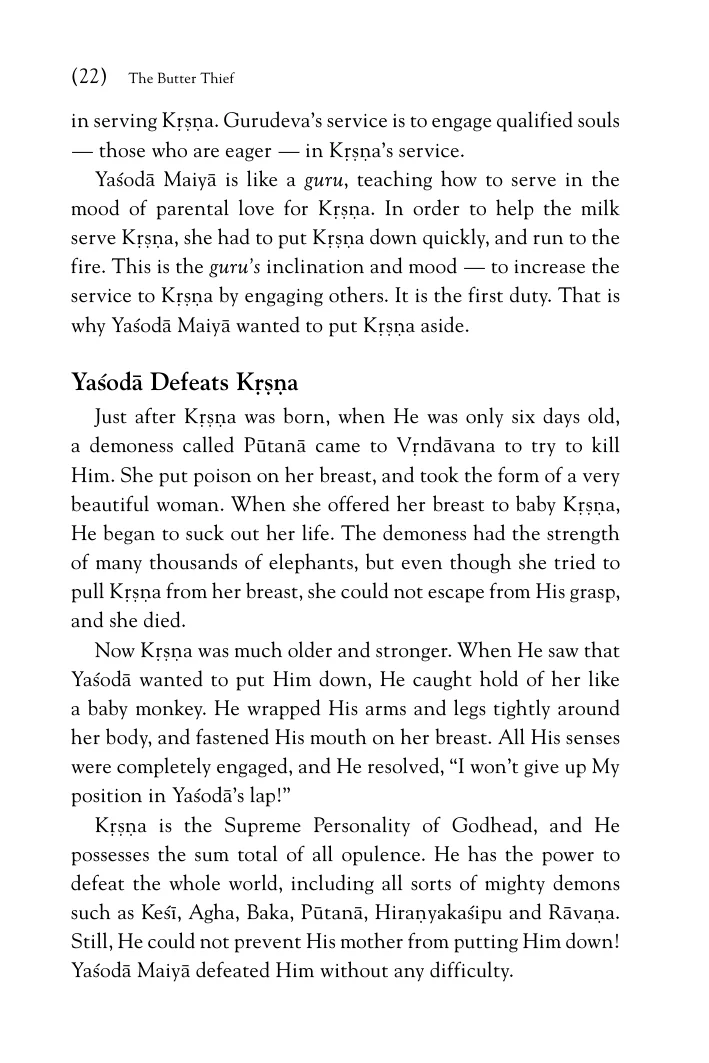 (22) The Butter Thief
in serving Kṛṣṇa. Gurudeva’s service is to engage qualified souls
— those who are eager — in Kṛṣṇa’s service.
Yaśodā Maiyā is like a guru, teaching how to serve in the
mood of parental love for Kṛṣṇa. In order to help the milk
serve Kṛṣṇa, she had to put Kṛṣṇa down quickly, and run to the
fire. This is the guru’s inclination and mood — to increase the
service to Kṛṣṇa by engaging others. It is the first duty. That is
why Yaśodā Maiyā wanted to put Kṛṣṇa aside.
Yaśodā Defeats Kṛṣṇa
Just after Kṛṣṇa was born, when He was only six days old,
a demoness called Pūtanā came to Vṛndāvana to try to kill
Him. She put poison on her breast, and took the form of a very
beautiful woman. When she offered her breast to baby Kṛṣṇa,
He began to suck out her life. The demoness had the strength
of many thousands of elephants, but even though she tried to
pull Kṛṣṇa from her breast, she could not escape from His grasp,
and she died.
Now Kṛṣṇa was much older and stronger. When He saw that
Yaśodā wanted to put Him down, He caught hold of her like
a baby monkey. He wrapped His arms and legs tightly around
her body, and fastened His mouth on her breast. All His senses
were completely engaged, and He resolved, “I won’t give up My
position in Yaśodā’s lap!”
Kṛṣṇa is the Supreme Personality of Godhead, and He
possesses the sum total of all opulence. He has the power to
defeat the whole world, including all sorts of mighty demons
such as Keśī, Agha, Baka, Pūtanā, Hiraṇyakaśipu and Rāvaṇa.
Still, He could not prevent His mother from putting Him down!
Yaśodā Maiyā defeated Him without any difficulty.